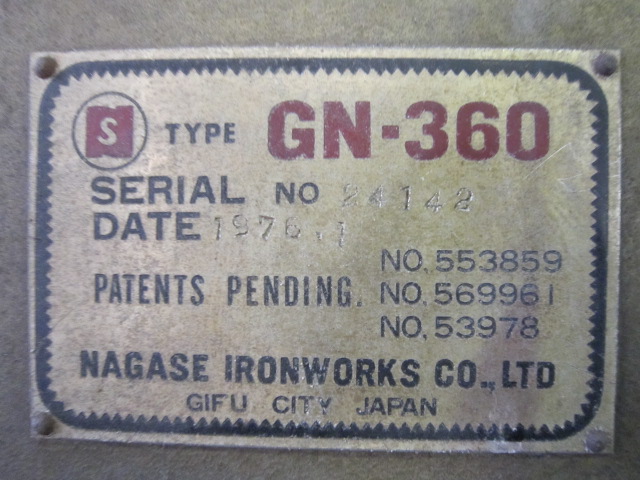 S TYPE GN-360
SERIAL NO 24142
DATE 1976.1
NO. 553859
PATENTS PENDING. NO. 569961
NO. 53978
NAGASE IRONWORKS CO., LTD
GIFU CITY JAPAN